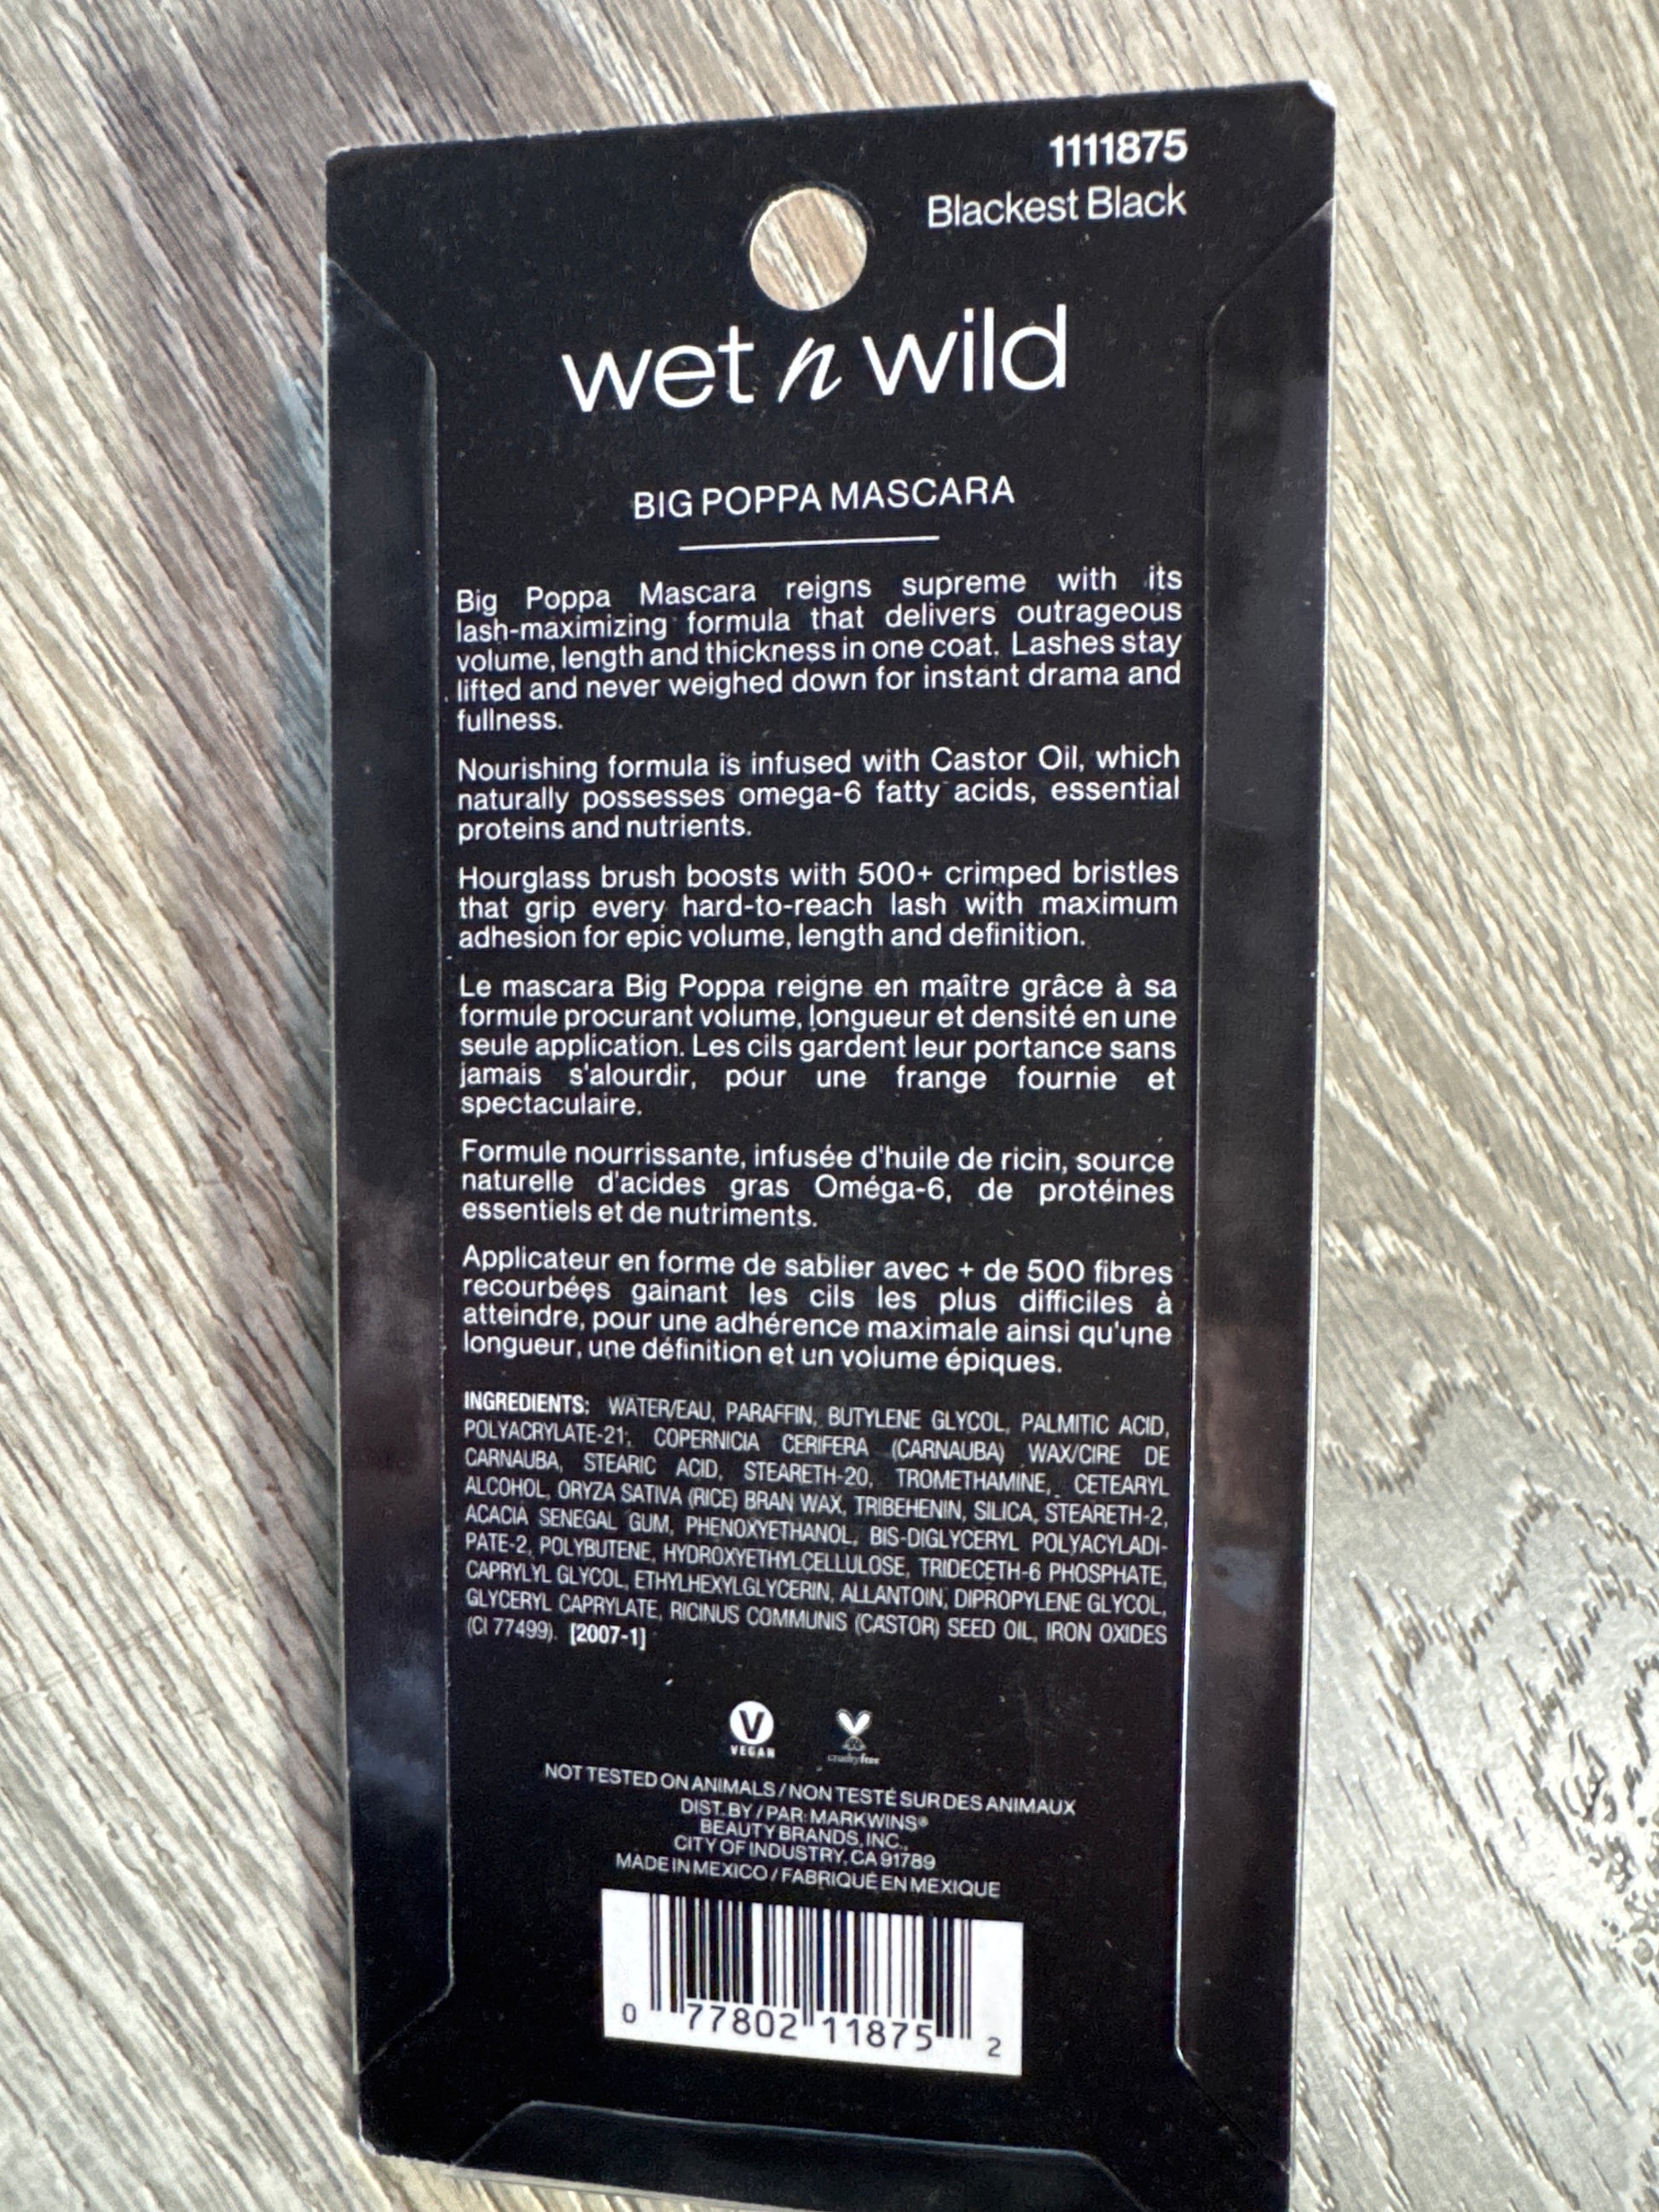 1111875
Blackest Black
wet n wild
BIG POPPA MASCARA
Big Poppa Mascara reigns supreme with its
lash-maximizing formula that delivers outrageous
volume, length and thickness in one coat. Lashes stay
lifted and never weighed down for instant drama and
fullness.
Nourishing formula is infused with Castor Oil, which
naturally possesses omega-6 fatty acids, essential
proteins and nutrients.
Hourglass brush boosts with 500+ crimped bristles
that grip every hard-to-reach lash with maximum
adhesion for epic volume, length and definition.
Le mascara Big Poppa reigne en maître grâce à sa
formule procurant volume, longueur et densité en une
seule application. Les cils gardent leur portance sans
jamais s'alourdir, pour une frange fournie et
spectaculaire.
Formule nourrissante, infusée d'huile de ricin, source
naturelle d'acides gras Oméga-6, de protéines
essentiels et de nutriments.
Applicateur en forme de sablier avec + de 500 fibres
recourbées gainant les cils les plus difficiles à
atteindre, pour une adhérence maximale ainsi qu'une
longueur, une définition et un volume épiques.
INGREDIENTS: WATER/EAU, PARAFFIN, BUTYLENE GLYCOL, PALMITIC ACID,
POLYACRYLATE-21, COPERNICIA CERIFERA (CARNAUBA) WAX/CIRE DE
CARNAUBA, STEARIC ACID, STEARETH-20, TROMETHAMINE, CETEARYL
ALCOHOL, ORYZA SATIVA (RICE) BRAN WAX, TRIBEHENIN, SILICA, STEARETH-2,
ACACIA SENEGAL GUM, PHENOXYETHANOL, BIS-DIGLYCERYL POLYACYLADI-
PATE-2, POLYBUTENE, HYDROXYETHYLCELLULOSE, TRIDECETH-6 PHOSPHATE,
CAPRYLYL GLYCOL, ETHYLHEXYLGLYCERIN, ALLANTOIN, DIPROPYLENE GLYCOL,
GLYCERYL CAPRYLATE, RICINUS COMMUNIS (CASTOR) SEED OIL, IRON OXIDES
(CI 77499). [2007-1]
V
VEGAN
crueltyfree
NOT TESTED ON ANIMALS / NON TESTÉ SUR DES ANIMAUX
DIST. BY / PAR: MARKWINS®
BEAUTY BRANDS, INC.,
CITY OF INDUSTRY, CA 91789
MADE IN MEXICO / FABRIQUÉ EN MEXIQUE
0 77802 11875 2